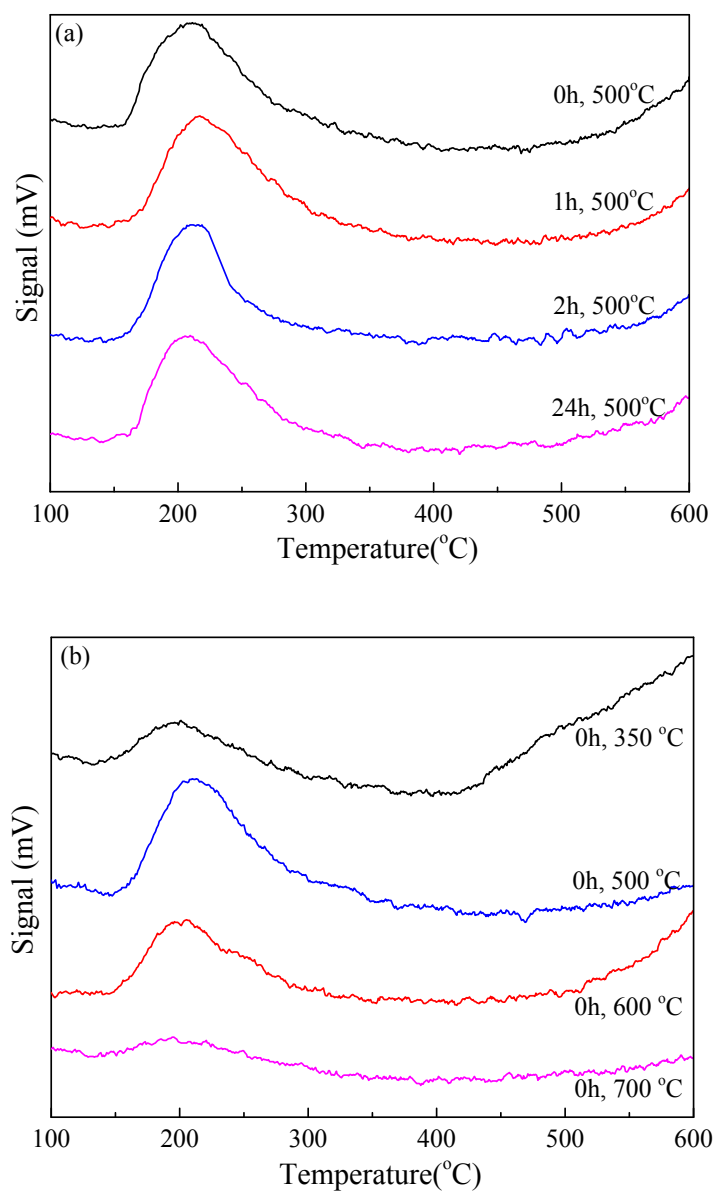 (a)
0h, 500°C
1h, 500°C
2h, 500°C
24h, 500°C
Signal (mV)
100 200 300 400 500 600
Temperature(°C)
(b)
0h, 350 °C
0h, 500 °C
0h, 600 °C
0h, 700 °C
Signal (mV)
100 200 300 400 500 600
Temperature(°C)